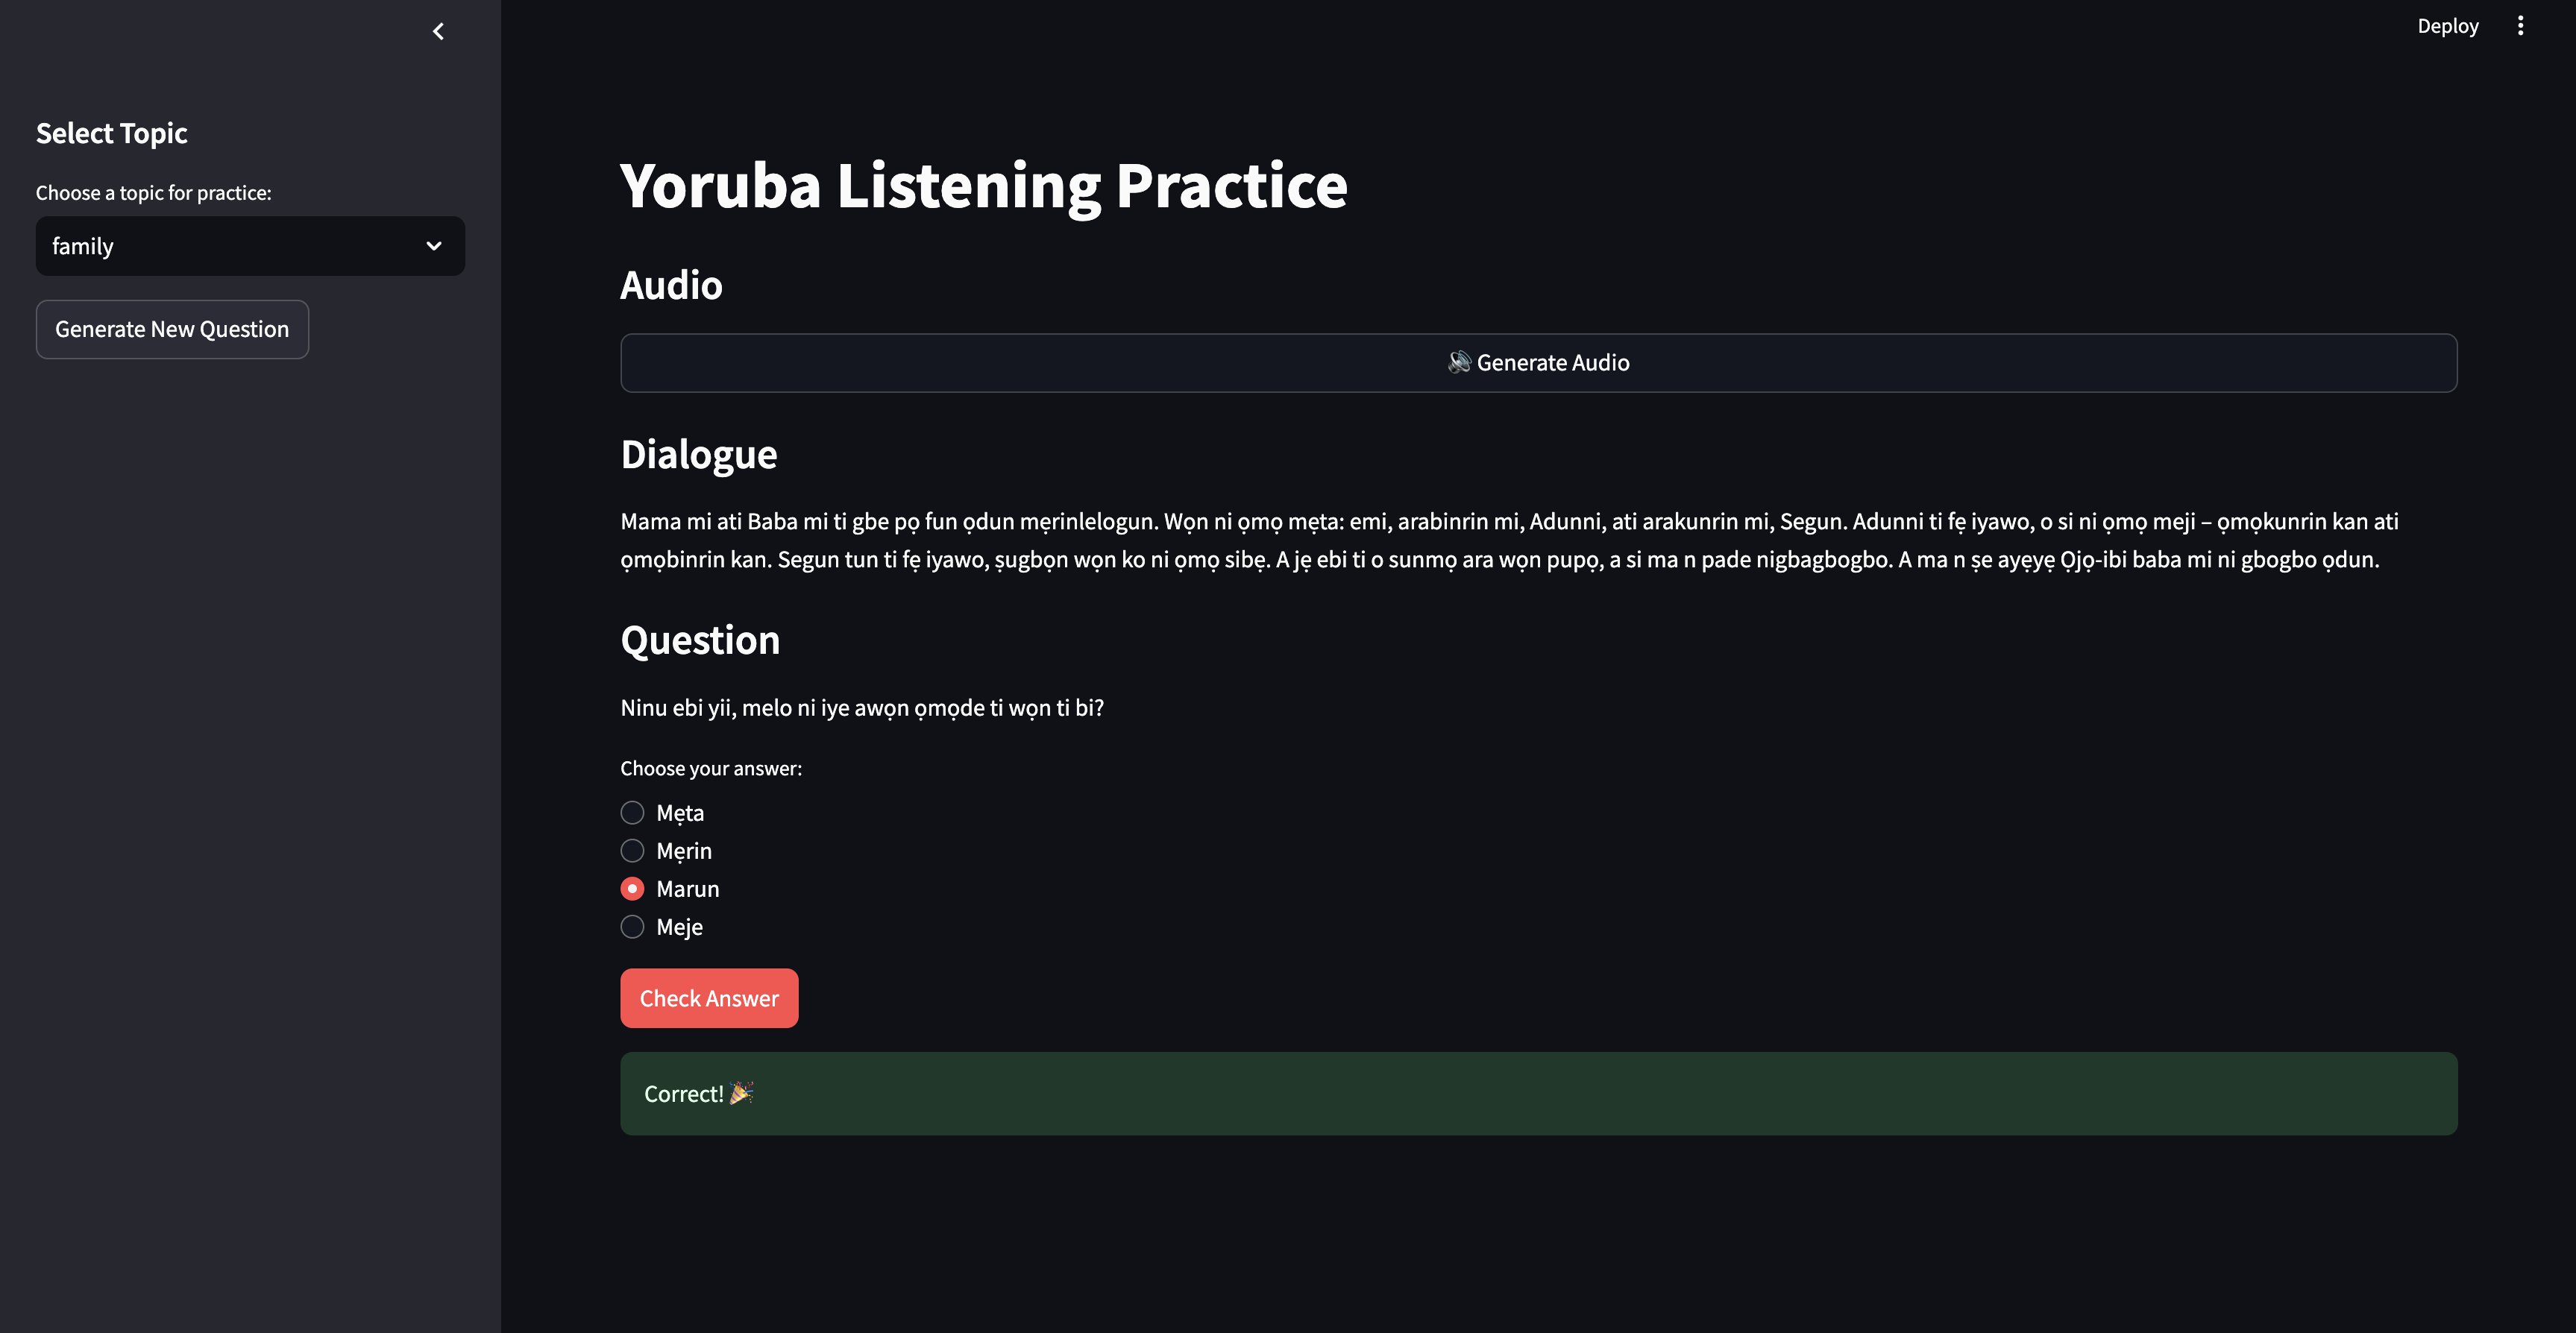 Deploy
Select Topic
Choose a topic for practice:
family
Generate New Question
Yoruba Listening Practice
Audio
🔊 Generate Audio
Dialogue
Mama mi ati Baba mi ti gbe pọ fun ọdun mẹrinlelogun. Wọn ni ọmọ mẹta: emi, arabinrin mi, Adunni, ati arakunrin mi, Segun. Adunni ti fẹ iyawo, o si ni ọmọ meji – ọmọkunrin kan ati
ọmọbinrin kan. Segun tun ti fẹ iyawo, ṣugbọn wọn ko ni ọmọ sibẹ. A jẹ ebi ti o sunmọ ara wọn pupọ, a si ma n pade nigbagbogbo. A ma n ṣe ayẹyẹ Ọjọ-ibi baba mi ni gbogbo ọdun.
Question
Ninu ebi yii, melo ni iye awọn ọmọde ti wọn ti bi?
Choose your answer:
Mẹta
Mẹrin
Marun
Meje
Check Answer
Correct! 🎉